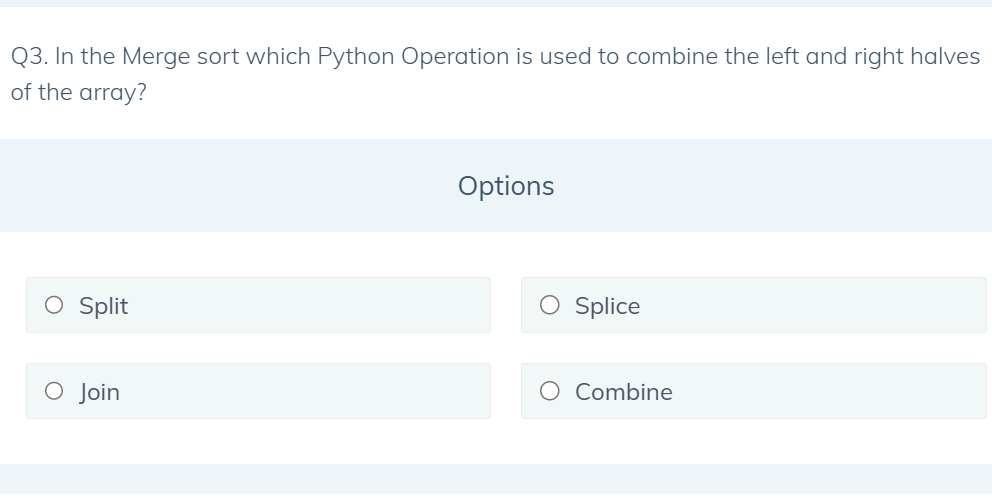 Q3. In the Merge sort which Python Operation is used to combine the left and right halves
of the array?
Options
Split
Splice
Join
Combine